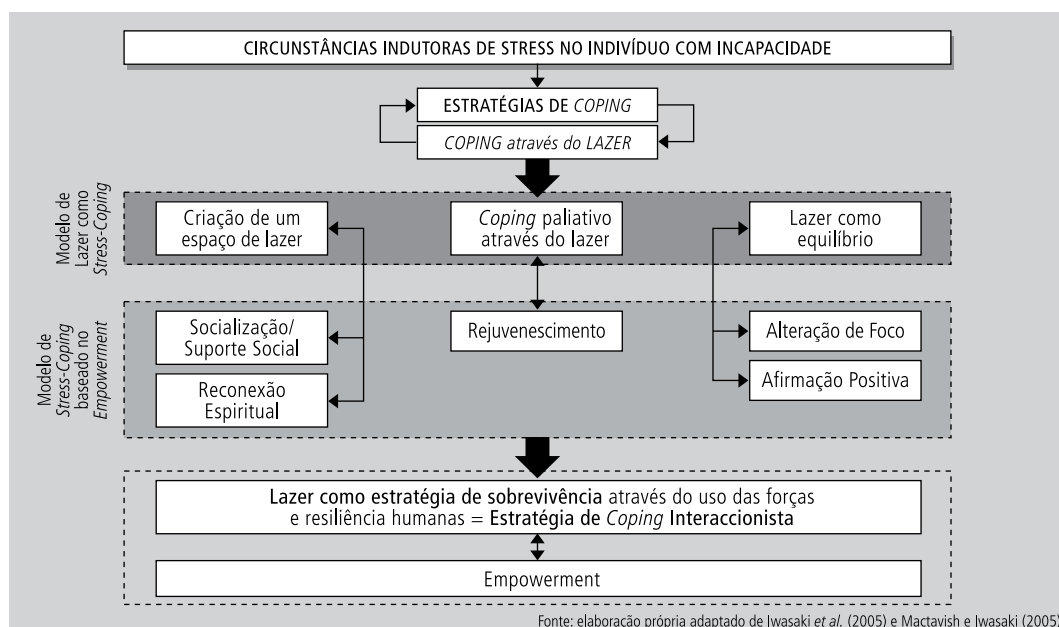 CIRCUNSTÂNCIAS INDUTORAS DE STRESS NO INDIVÍDUO COM INCAPACIDADE
ESTRATÉGIAS DE COPING
COPING através do LAZER
Modelo de
Lazer como
Stress-Coping
Criação de um
espaço de lazer
Coping paliativo
através do lazer
Lazer como
equilíbrio
Modelo de
Stress-Coping
baseado no
Empowerment
Socialização/
Suporte Social
Rejuvenescimento
Alteração de Foco
Reconexão
Espiritual
Afirmação Positiva
Lazer como estratégia de sobrevivência através do uso das forças
e resiliência humanas = Estratégia de Coping Interaccionista
Empowerment
Fonte: elaboração própria adaptado de Iwasaki et al. (2005) e Mactavish e Iwasaki (2005)